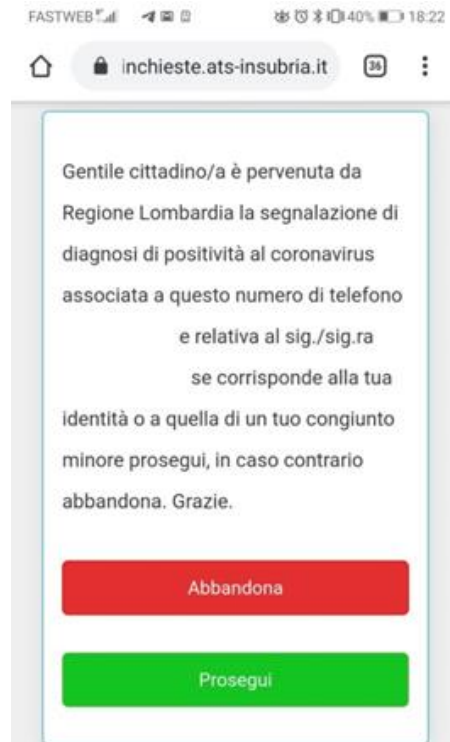 FASTWEB 40% 18:22
inchieste.ats-insubria.it 36
Gentile cittadino/a è pervenuta da
Regione Lombardia la segnalazione di
diagnosi di positività al coronavirus
associata a questo numero di telefono
e relativa al sig./sig.ra
se corrisponde alla tua
identità o a quella di un tuo congiunto
minore prosegui, in caso contrario
abbandona. Grazie.
Abbandona
Prosegui